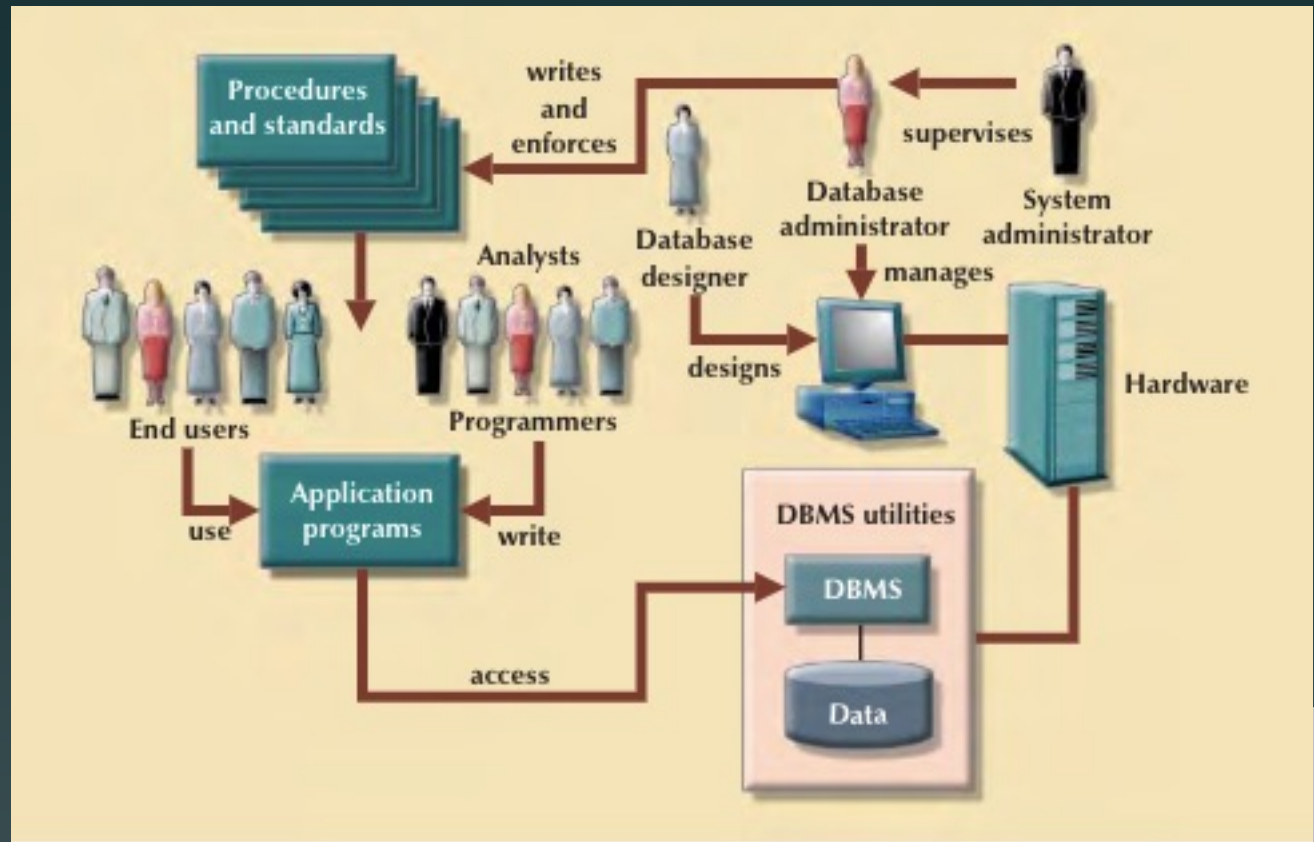 Procedures
and standards
writes
and
enforces
supervises
Database
administrator
System
administrator
Database
designer
manages
Analysts
designs
Hardware
End users
Programmers
Application
programs
use
write
DBMS utilities
DBMS
access
Data